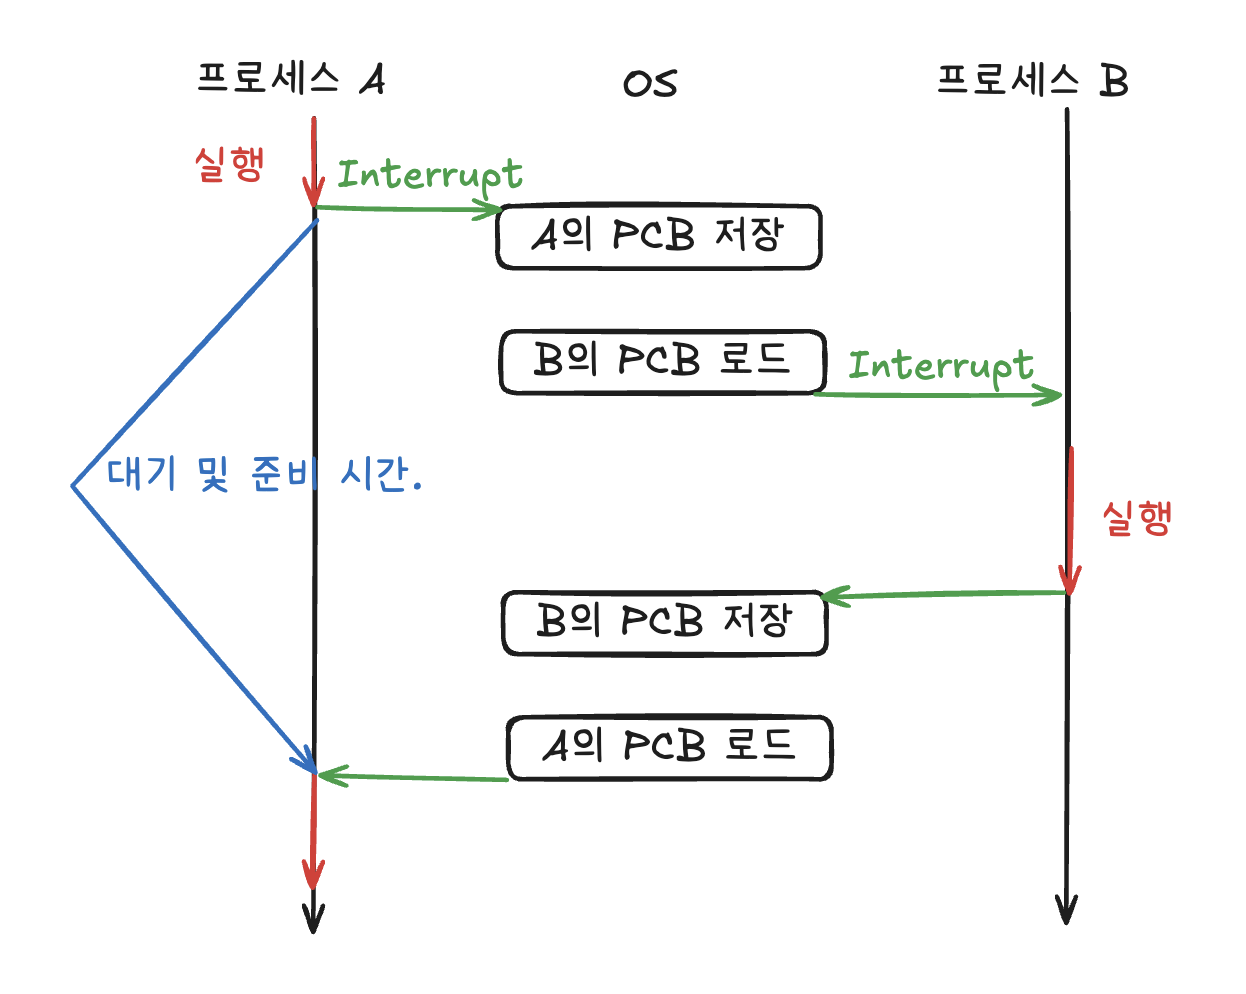 프로세스 A
OS
프로세스 B
실행
Interrupt
A의 PCB 저장
B의 PCB 로드
Interrupt
대기 및 준비 시간.
실행
B의 PCB 저장
A의 PCB 로드